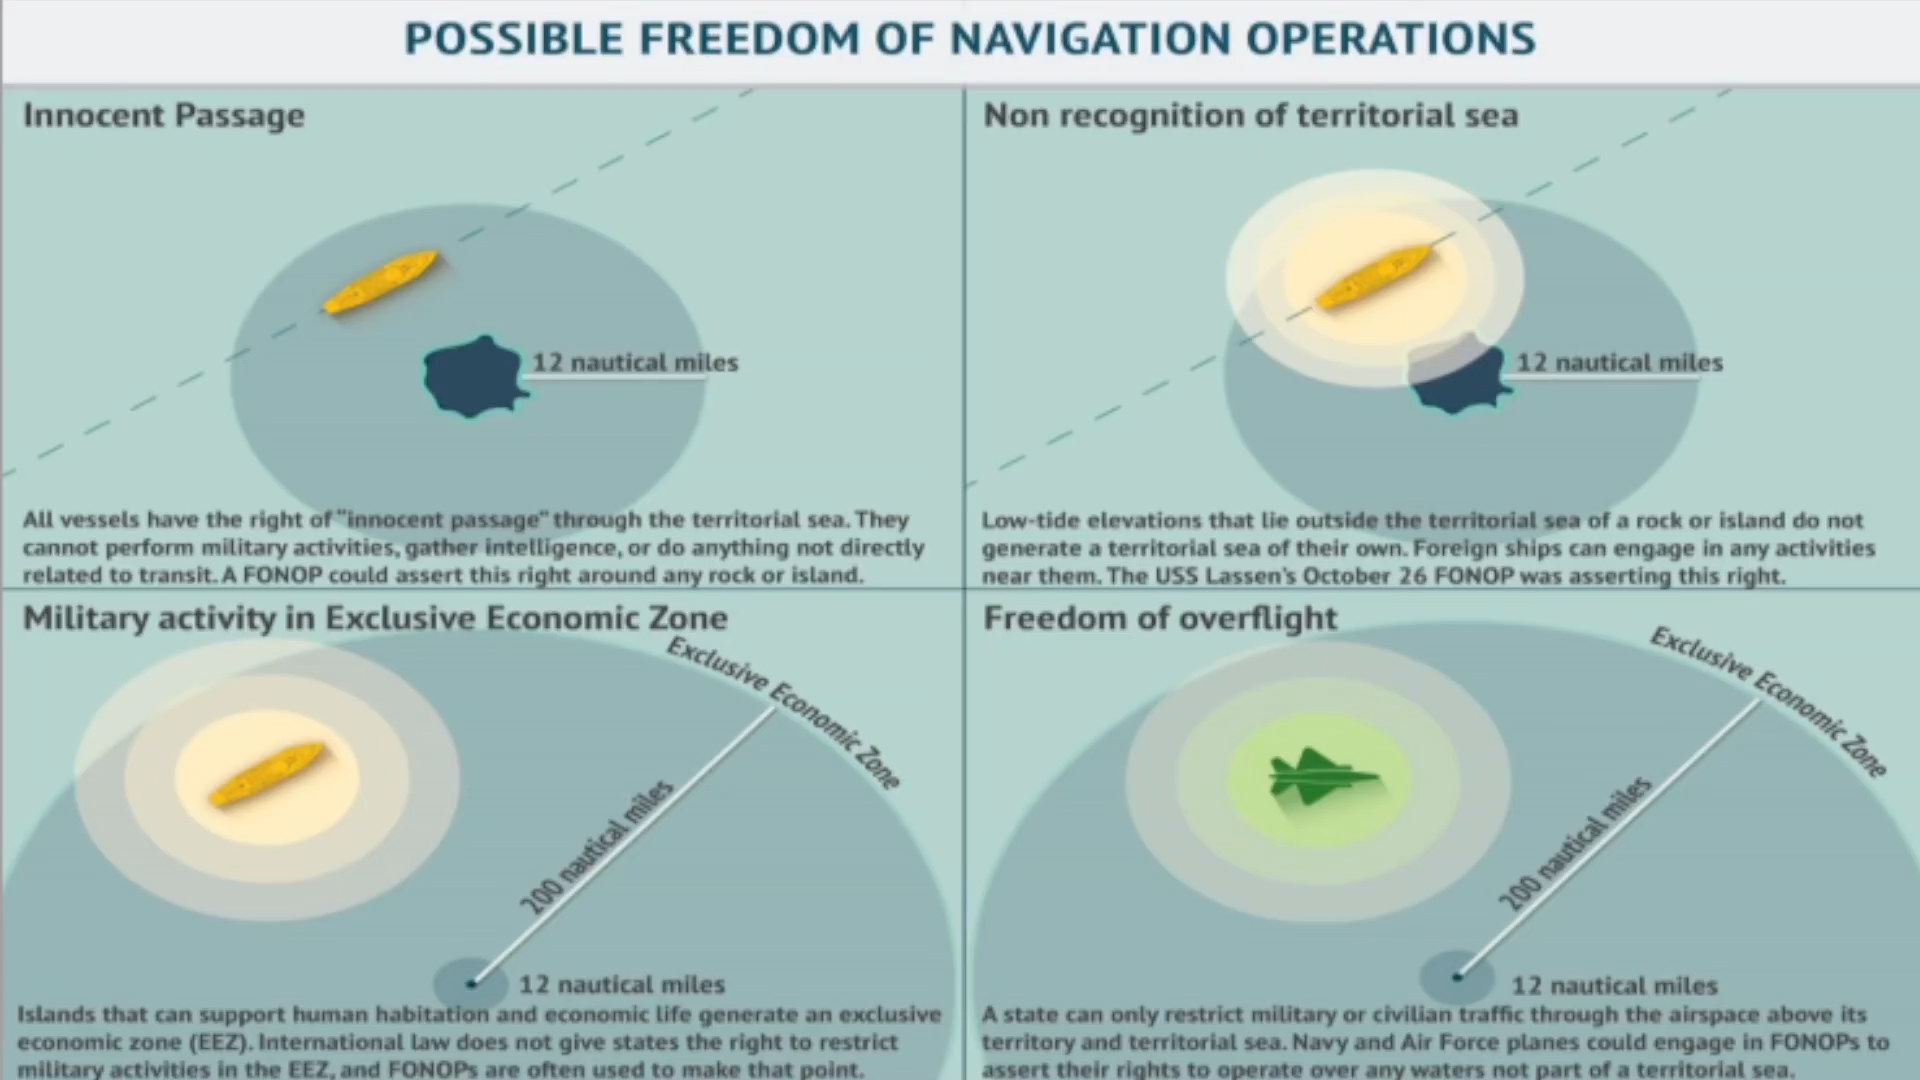 POSSIBLE FREEDOM OF NAVIGATION OPERATIONS
Innocent Passage
12 nautical miles
All vessels have the right of "innocent passage" through the territorial sea. They
cannot perform military activities, gather intelligence, or do anything not directly
related to transit. A FONOP could assert this right around any rock or island.
Non recognition of territorial sea
12 nautical miles
Low-tide elevations that lie outside the territorial sea of a rock or island do not
generate a territorial sea of their own. Foreign ships can engage in any activities
near them. The USS Lassen's October 26 FONOP was asserting this right.
Military activity in Exclusive Economic Zone
Exclusive Economic Zone
200 nautical miles
12 nautical miles
Islands that can support human habitation and economic life generate an exclusive
economic zone (EEZ). International law does not give states the right to restrict
military activities in the EEZ, and FONOPs are often used to make that point.
Freedom of overflight
Exclusive Economic Zone
200 nautical miles
12 nautical miles
A state can only restrict military or civilian traffic through the airspace above its
territory and territorial sea. Navy and Air Force planes could engage in FONOPs to
assert their rights to operate over any waters not part of a territorial sea.